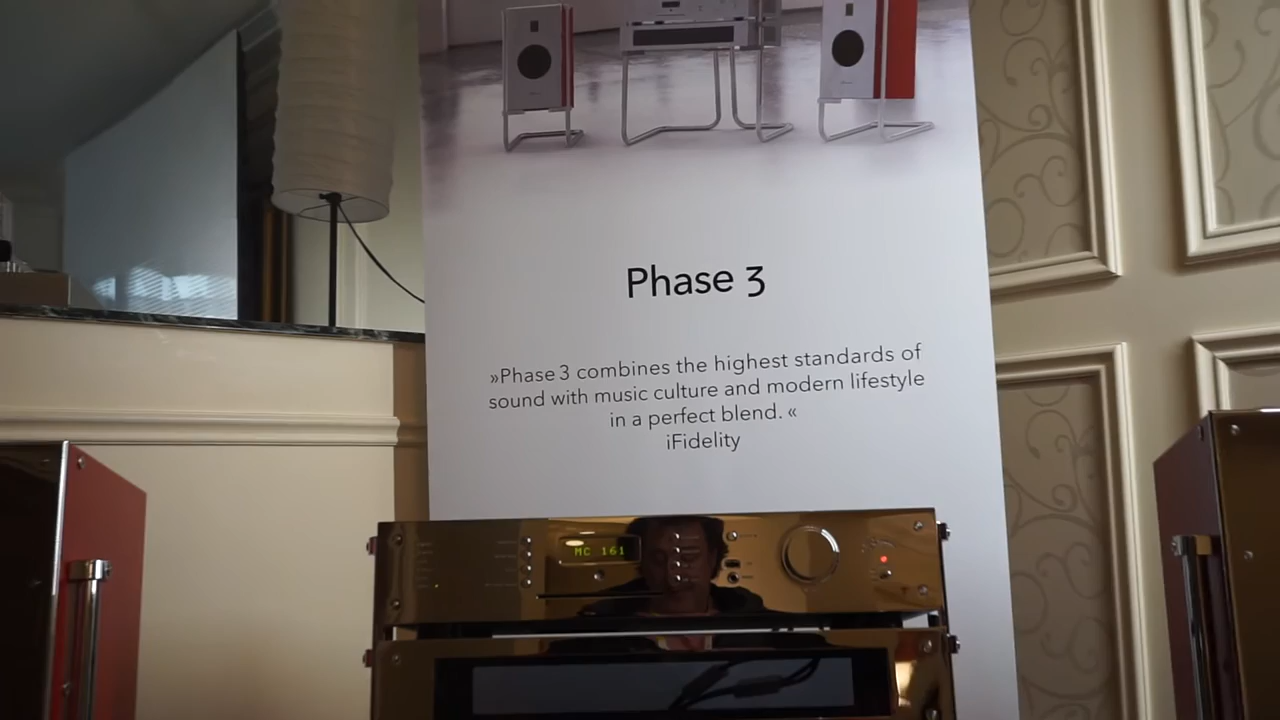 Phase 3
»Phase 3 combines the highest standards of
sound with music culture and modern lifestyle
in a perfect blend. «
iFidelity
MC 161